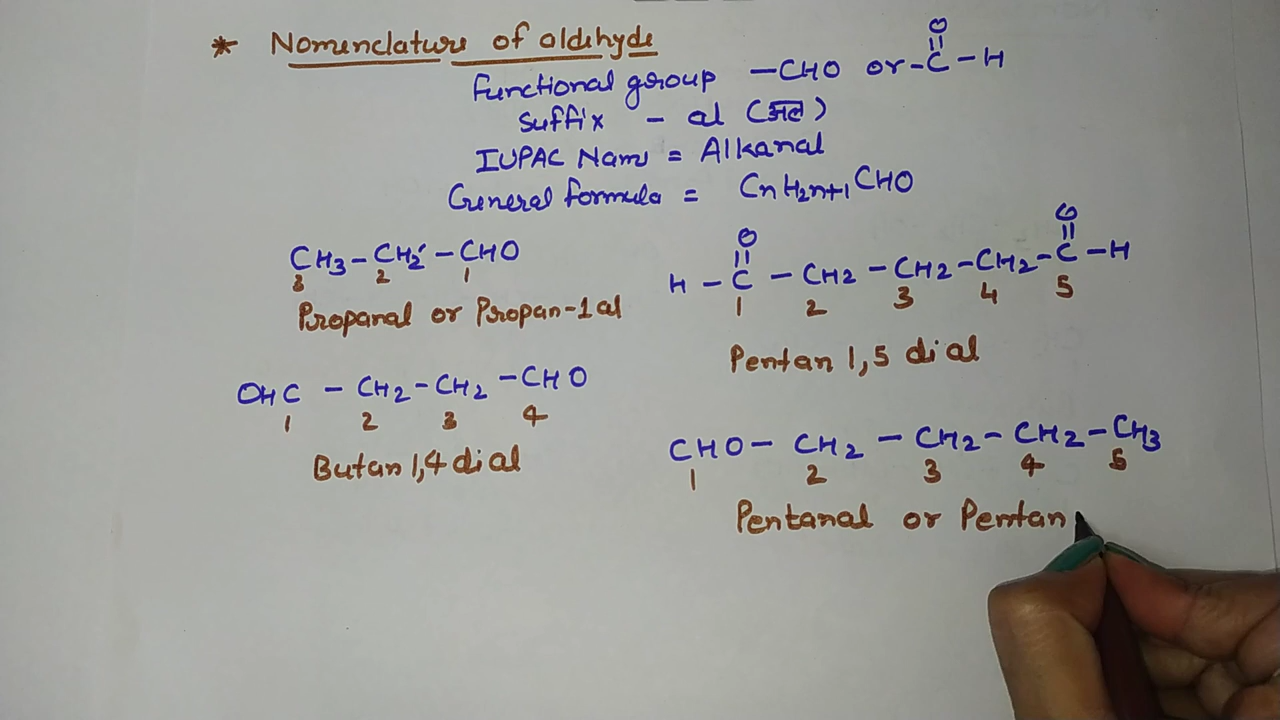 * Nomenclature of aldehyde
O
||
Functional group —CHO or -C-H
Suffix - al (अल)
IUPAC Nam = Alkanal
General formula = CnH2n+1CHO
CH3-CH2-CHO
3 2 1
Propanal or Propan-1al
O O
|| ||
H - C - CH2 - CH2 - CH2 - C - H
1 2 3 4 5
Pentan 1,5 dial
OHC - CH2 - CH2 - CHO
1 2 3 4
Butan 1,4 dial
CHO - CH2 - CH2 - CH2 - CH3
1 2 3 4 5
Pentanal or Pentan